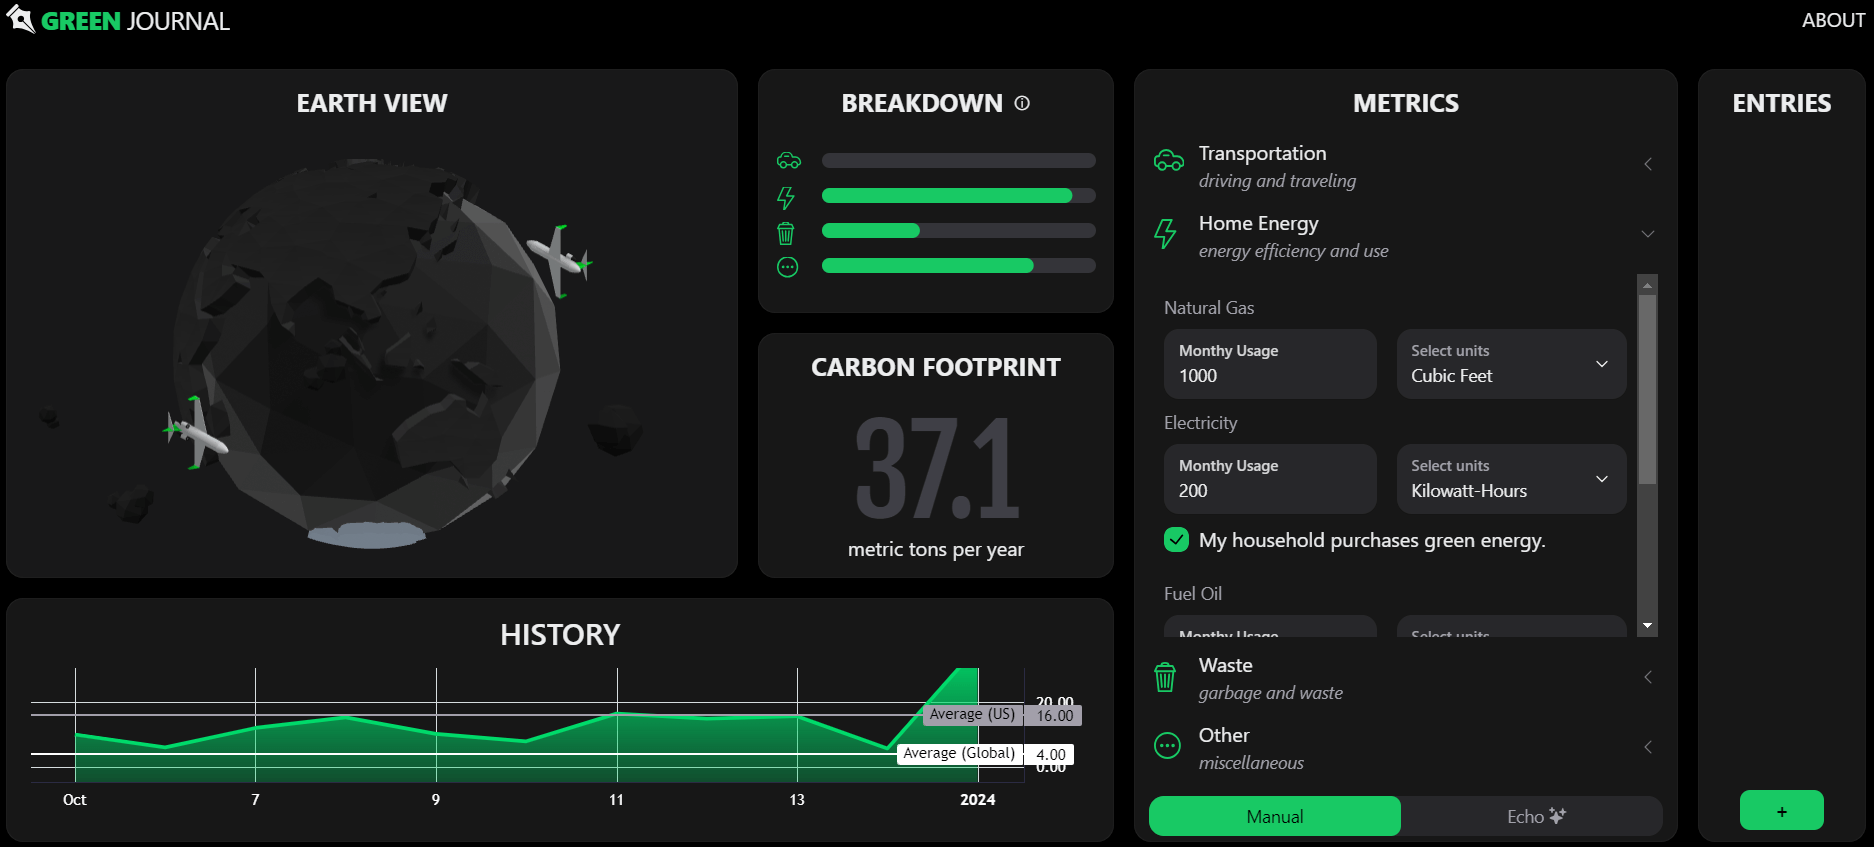 GREEN JOURNAL
ABOUT
EARTH VIEW
BREAKDOWN
CARBON FOOTPRINT
37.1
metric tons per year
HISTORY
20.00
Average (US) 16.00
Average (Global) 4.00
0.00
Oct 7 9 11 13 2024
METRICS
Transportation
driving and traveling
Home Energy
energy efficiency and use
Natural Gas
Monthy Usage
1000
Select units
Cubic Feet
Electricity
Monthy Usage
200
Select units
Kilowatt-Hours
My household purchases green energy.
Fuel Oil
Monthy Usage
Select units
Waste
garbage and waste
Other
miscellaneous
Manual
Echo
ENTRIES
+